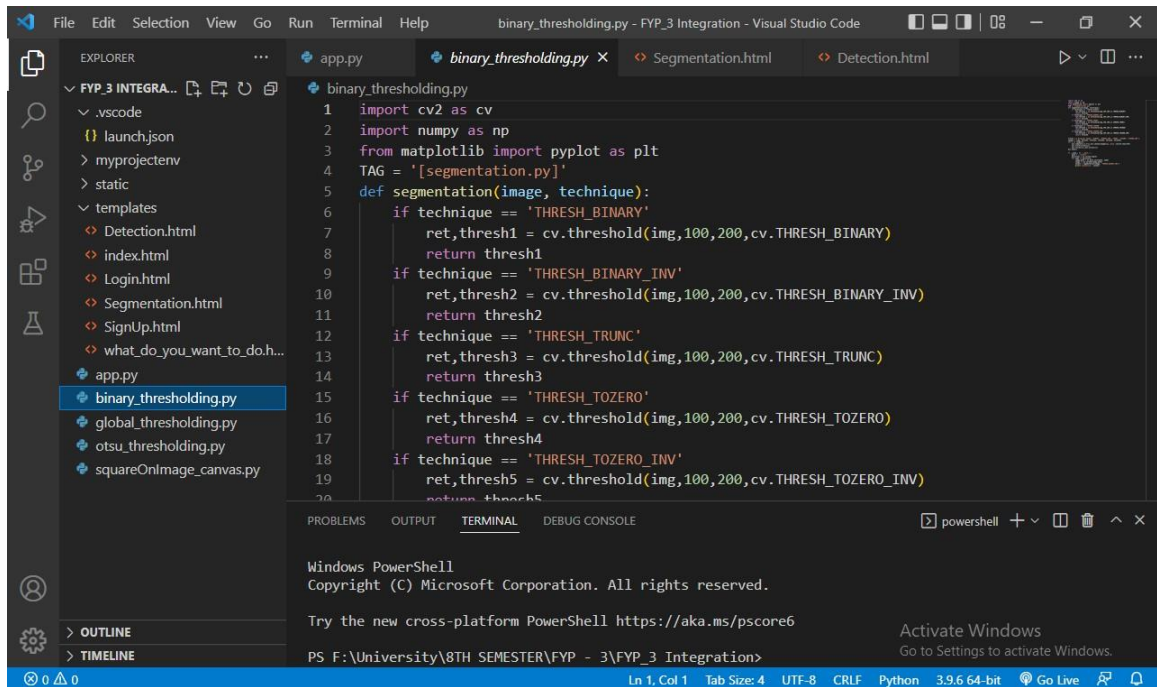 File Edit Selection View Go Run Terminal Help binary_thresholding.py - FYP_3 Integration - Visual Studio Code
EXPLORER
FYP_3 INTEGRA...
.vscode
{} launch.json
myprojectenv
static
templates
<> Detection.html
<> index.html
<> Login.html
<> Segmentation.html
<> SignUp.html
<> what_do_you_want_to_do.h...
app.py
binary_thresholding.py
global_thresholding.py
otsu_thresholding.py
squareOnImage_canvas.py
OUTLINE
TIMELINE
app.py binary_thresholding.py <> Segmentation.html <> Detection.html
binary_thresholding.py
1 import cv2 as cv
2 import numpy as np
3 from matplotlib import pyplot as plt
4 TAG = '[segmentation.py]'
5 def segmentation(image, technique):
6 if technique == 'THRESH_BINARY'
7 ret,thresh1 = cv.threshold(img,100,200,cv.THRESH_BINARY)
8 return thresh1
9 if technique == 'THRESH_BINARY_INV'
10 ret,thresh2 = cv.threshold(img,100,200,cv.THRESH_BINARY_INV)
11 return thresh2
12 if technique == 'THRESH_TRUNC'
13 ret,thresh3 = cv.threshold(img,100,200,cv.THRESH_TRUNC)
14 return thresh3
15 if technique == 'THRESH_TOZERO'
16 ret,thresh4 = cv.threshold(img,100,200,cv.THRESH_TOZERO)
17 return thresh4
18 if technique == 'THRESH_TOZERO_INV'
19 ret,thresh5 = cv.threshold(img,100,200,cv.THRESH_TOZERO_INV)
20 return thresh5
PROBLEMS OUTPUT TERMINAL DEBUG CONSOLE powershell
Windows PowerShell
Copyright (C) Microsoft Corporation. All rights reserved.
Try the new cross-platform PowerShell https://aka.ms/pscore6
PS F:\University\8TH SEMESTER\FYP - 3\FYP_3 Integration>
Activate Windows
Go to Settings to activate Windows.
0 0 Ln 1, Col 1 Tab Size: 4 UTF-8 CRLF Python 3.9.6 64-bit Go Live